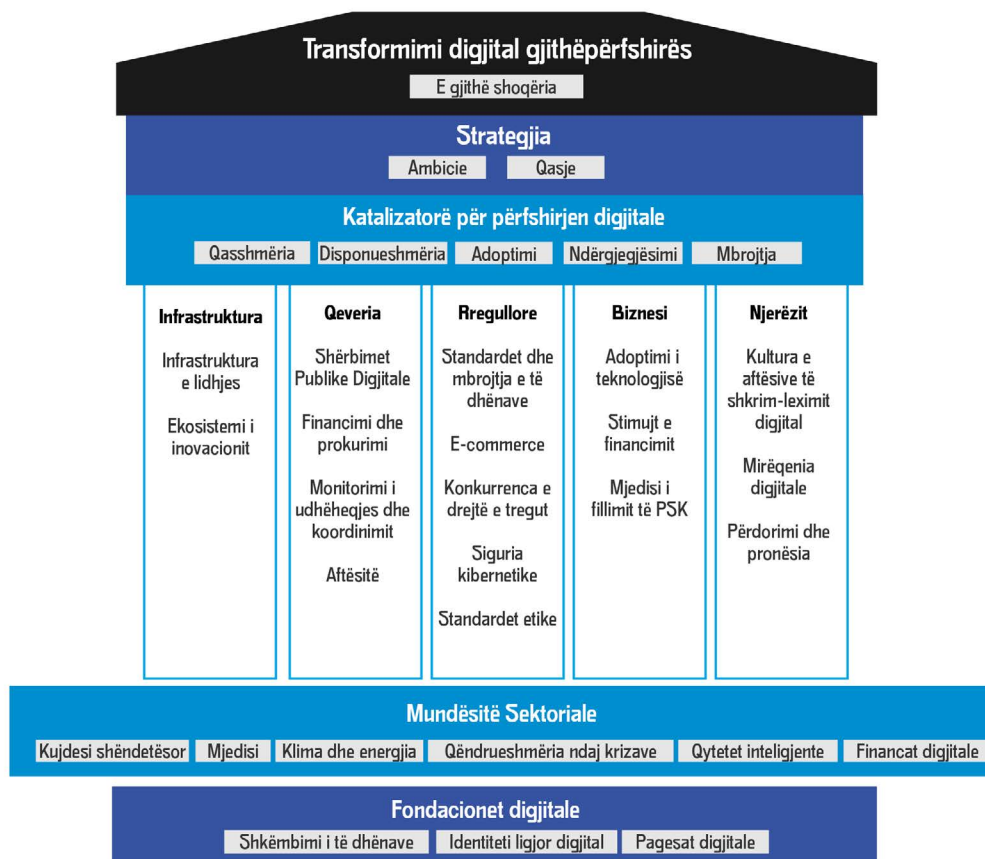 Transformimi digjital gjithëpërfshirës
E gjithë shoqëria
Strategjia
Ambicie
Qasje
Katalizatorë për përfshirjen digjitale
Qasshmëria
Disponueshmëria
Adoptimi
Ndërgjegjësimi
Mbrojtja
Infrastruktura
Infrastruktura
e lidhjes
Ekosistemi i
inovacionit
Qeveria
Shërbimet
Publike Digjitale
Financimi dhe
prokurimi
Monitorimi i
udhëheqjes dhe
koordinimit
Aftësitë
Rregullore
Standardet dhe
mbrojtja e të
dhënave
E-commerce
Konkurrenca e
drejtë e tregut
Siguria
kibernetike
Standardet etike
Biznesi
Adoptimi i
teknologjisë
Stimujt e
financimit
Mjedisi i
fillimit të PSK
Njerëzit
Kultura e
aftësive të
shkrim-leximit
digjital
Mirëqenia
digjitale
Përdorimi dhe
pronësia
Mundësitë Sektoriale
Kujdesi shëndetësor
Mjedisi
Klima dhe energjia
Qëndrueshmëria ndaj krizave
Qytetet inteligjente
Financat digjitale
Fondacionet digjitale
Shkëmbimi i të dhënave
Identiteti ligjor digjital
Pagesat digjitale